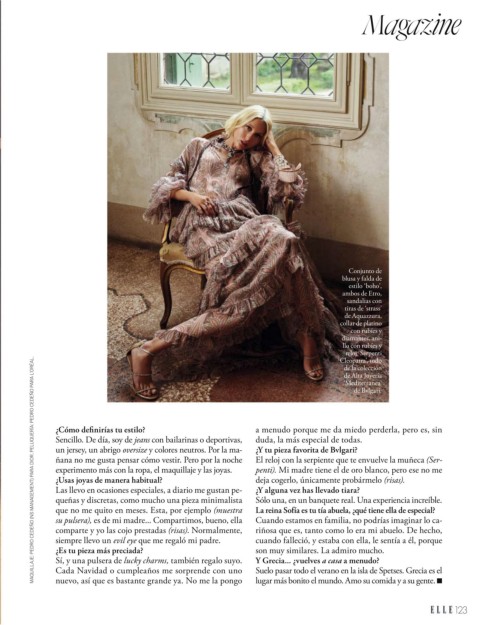 Magazine
Conjunto de
blusa y falda de
estilo 'boho',
ambos de Etro,
sandalias con
tiras de 'strass'
de Aquazzura,
collar de platino
con rubíes y
diamantes, ani-
llo con rubíes y
reloj 'Serpenti
Cleopatra', todo
de la colección
de Alta Joyería
'Mediterránea'
de Bvlgari.
MAQUILLAJE: PEDRO CEDEÑO (NS MANAGEMENT) PARA DIOR. PELUQUERÍA: PEDRO CEDEÑO PARA L'ORÉAL.
¿Cómo definirías tu estilo?
Sencillo. De día, soy de jeans con bailarinas o deportivas,
un jersey, un abrigo oversize y colores neutros. Por la ma-
ñana no me gusta pensar cómo vestir. Pero por la noche
experimento más con la ropa, el maquillaje y las joyas.
¿Usas joyas de manera habitual?
Las llevo en ocasiones especiales, a diario me gustan pe-
queñas y discretas, como mucho una pieza minimalista
que no me quito en meses. Esta, por ejemplo (muestra
su pulsera), es de mi madre... Compartimos, bueno, ella
comparte y yo las cojo prestadas (risas). Normalmente,
siempre llevo un evil eye que me regaló mi padre.
¿Es tu pieza más preciada?
Sí, y una pulsera de lucky charms, también regalo suyo.
Cada Navidad o cumpleaños me sorprende con uno
nuevo, así que es bastante grande ya. No me la pongo
a menudo porque me da miedo perderla, pero es, sin
duda, la más especial de todas.
¿Y tu pieza favorita de Bvlgari?
El reloj con la serpiente que te envuelve la muñeca (Ser-
penti). Mi madre tiene el de oro blanco, pero ese no me
deja cogerlo, únicamente probármelo (risas).
¿Y alguna vez has llevado tiara?
Sólo una, en un banquete real. Una experiencia increíble.
La reina Sofía es tu tía abuela, ¿qué tiene ella de especial?
Cuando estamos en familia, no podrías imaginar lo ca-
riñosa que es, tanto como lo era mi abuelo. De hecho,
cuando falleció, y estaba con ella, le sentía a él, porque
son muy similares. La admiro mucho.
Y Grecia... ¿vuelves a casa a menudo?
Suelo pasar todo el verano en la isla de Spetses. Grecia es el
lugar más bonito el mundo. Amo su comida y a su gente. ■
ELLE 123